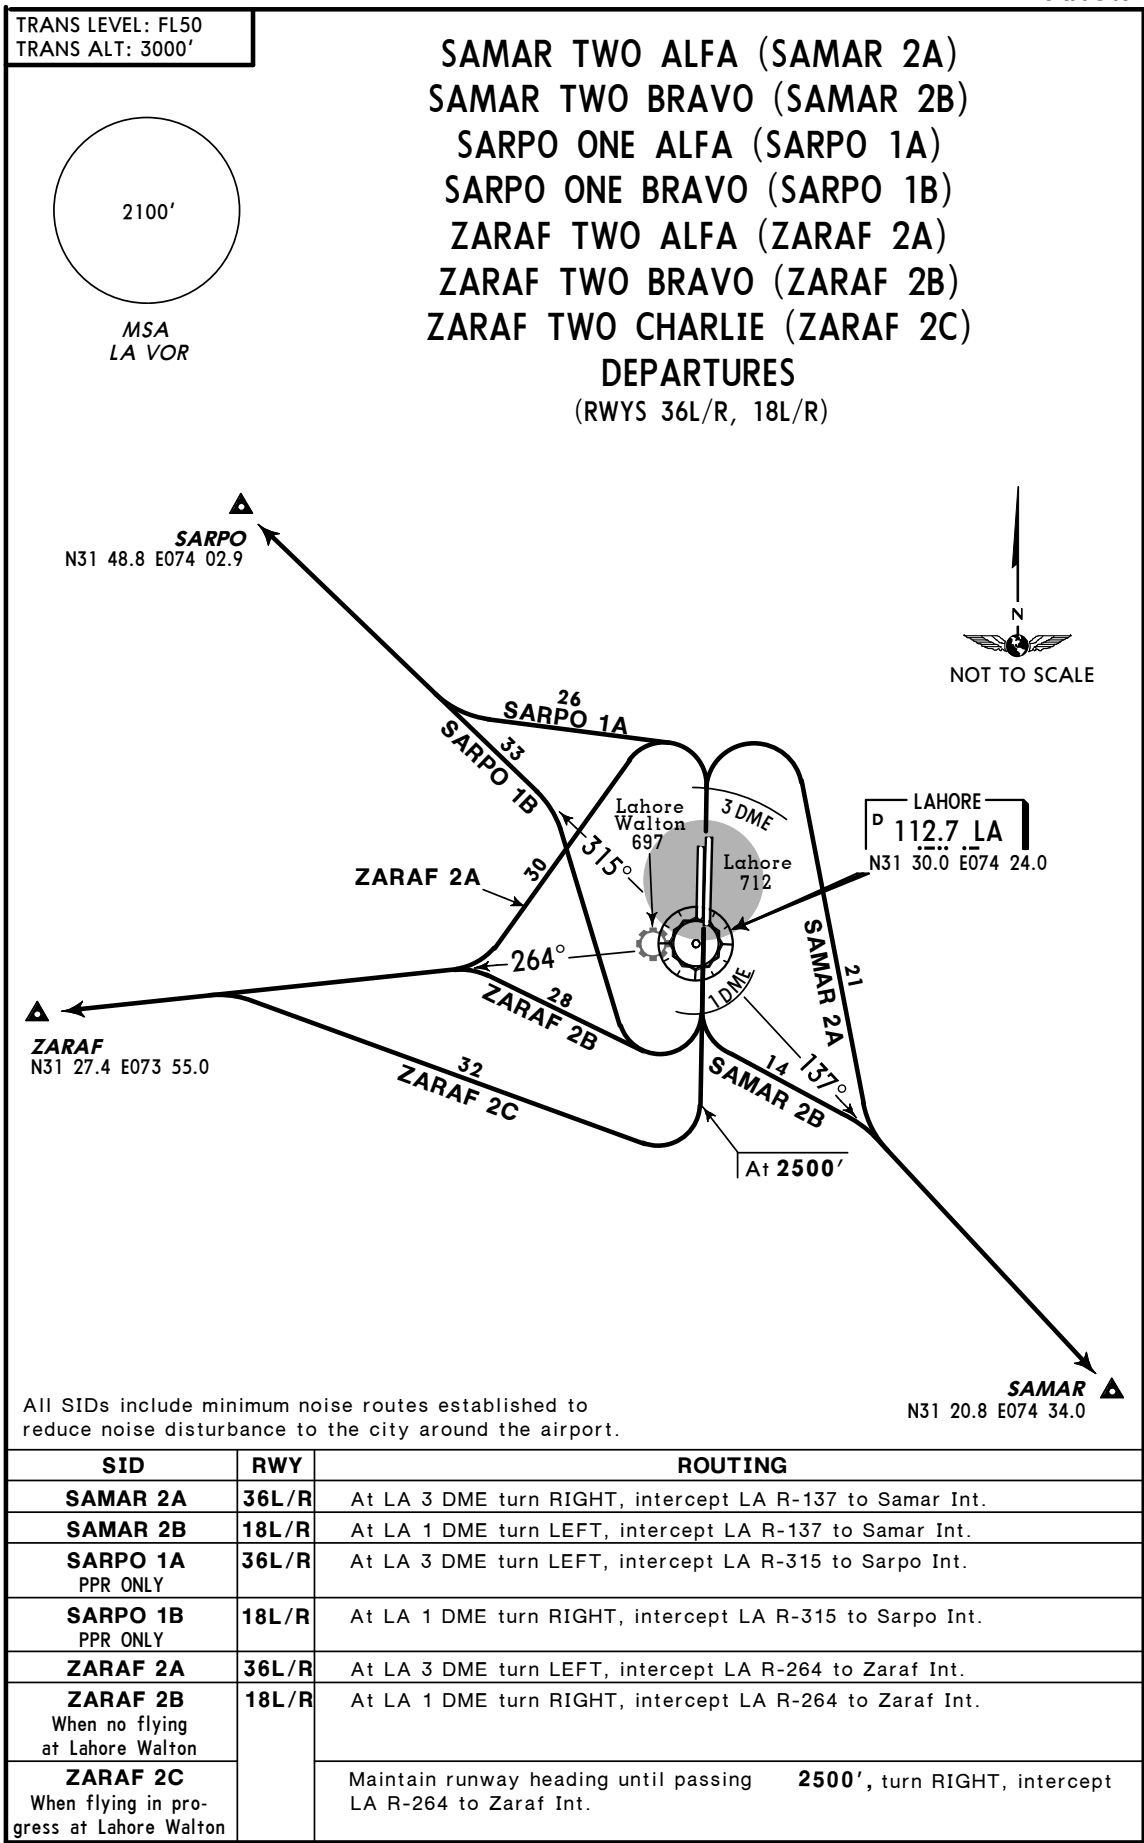 TRANS LEVEL: FL50
TRANS ALT: 3000'
SAMAR TWO ALFA (SAMAR 2A)
SAMAR TWO BRAVO (SAMAR 2B)
SARPO ONE ALFA (SARPO 1A)
SARPO ONE BRAVO (SARPO 1B)
ZARAF TWO ALFA (ZARAF 2A)
ZARAF TWO BRAVO (ZARAF 2B)
ZARAF TWO CHARLIE (ZARAF 2C)
DEPARTURES
(RWYS 36L/R, 18L/R)
2100'
MSA
LA VOR
SARPO
N31 48.8 E074 02.9
N
NOT TO SCALE
26
SARPO 1A
33
SARPO 1B
Lahore
Walton
697
3 DME
LAHORE
D 112.7 LA
N31 30.0 E074 24.0
315°
Lahore
712
ZARAF 2A
30
264°
SAMAR 2A
21
1 DME
28
ZARAF 2B
ZARAF
N31 27.4 E073 55.0
32
ZARAF 2C
14
SAMAR 2B
137°
At 2500'
SAMAR
N31 20.8 E074 34.0
All SIDs include minimum noise routes established to
reduce noise disturbance to the city around the airport.
SID RWY ROUTING
SAMAR 2A 36L/R At LA 3 DME turn RIGHT, intercept LA R-137 to Samar Int.
SAMAR 2B 18L/R At LA 1 DME turn LEFT, intercept LA R-137 to Samar Int.
SARPO 1A 36L/R At LA 3 DME turn LEFT, intercept LA R-315 to Sarpo Int.
PPR ONLY
SARPO 1B 18L/R At LA 1 DME turn RIGHT, intercept LA R-315 to Sarpo Int.
PPR ONLY
ZARAF 2A 36L/R At LA 3 DME turn LEFT, intercept LA R-264 to Zaraf Int.
ZARAF 2B 18L/R At LA 1 DME turn RIGHT, intercept LA R-264 to Zaraf Int.
When no flying
at Lahore Walton
ZARAF 2C Maintain runway heading until passing 2500', turn RIGHT, intercept
When flying in pro- LA R-264 to Zaraf Int.
gress at Lahore Walton